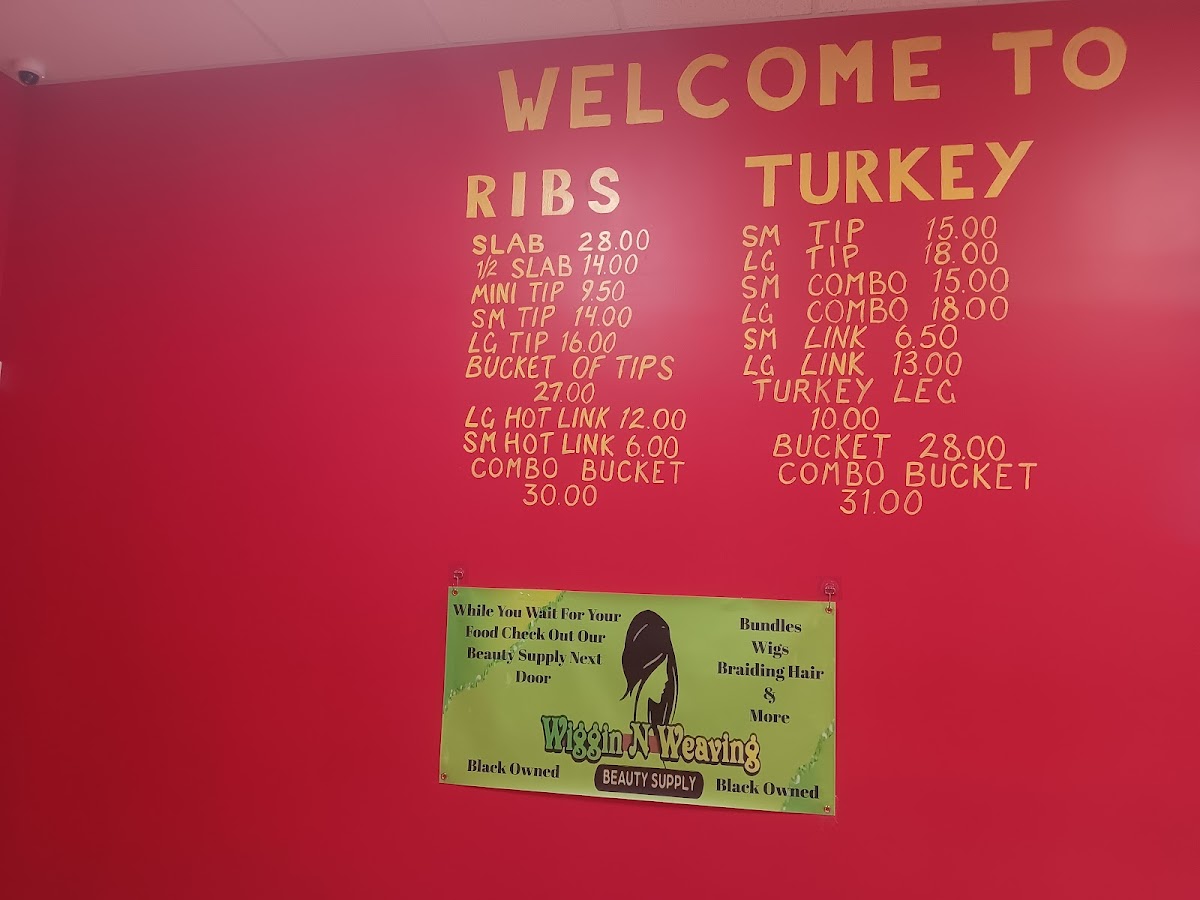 WELCOME TO
RIBS
SLAB 28.00
1/2 SLAB 14.00
MINI TIP 9.50
SM TIP 14.00
LG TIP 16.00
BUCKET OF TIPS
27.00
LG HOT LINK 12.00
SM HOT LINK 6.00
COMBO BUCKET
30.00
TURKEY
SM TIP 15.00
LG TIP 18.00
SM COMBO 15.00
LG COMBO 18.00
SM LINK 6.50
LG LINK 13.00
TURKEY LEG
10.00
BUCKET 28.00
COMBO BUCKET
31.00
While You Wait For Your
Food Check Out Our
Beauty Supply Next
Door
Bundles
Wigs
Braiding Hair
&
More
Wiggin N' Weaving
BEAUTY SUPPLY
Black Owned
Black Owned